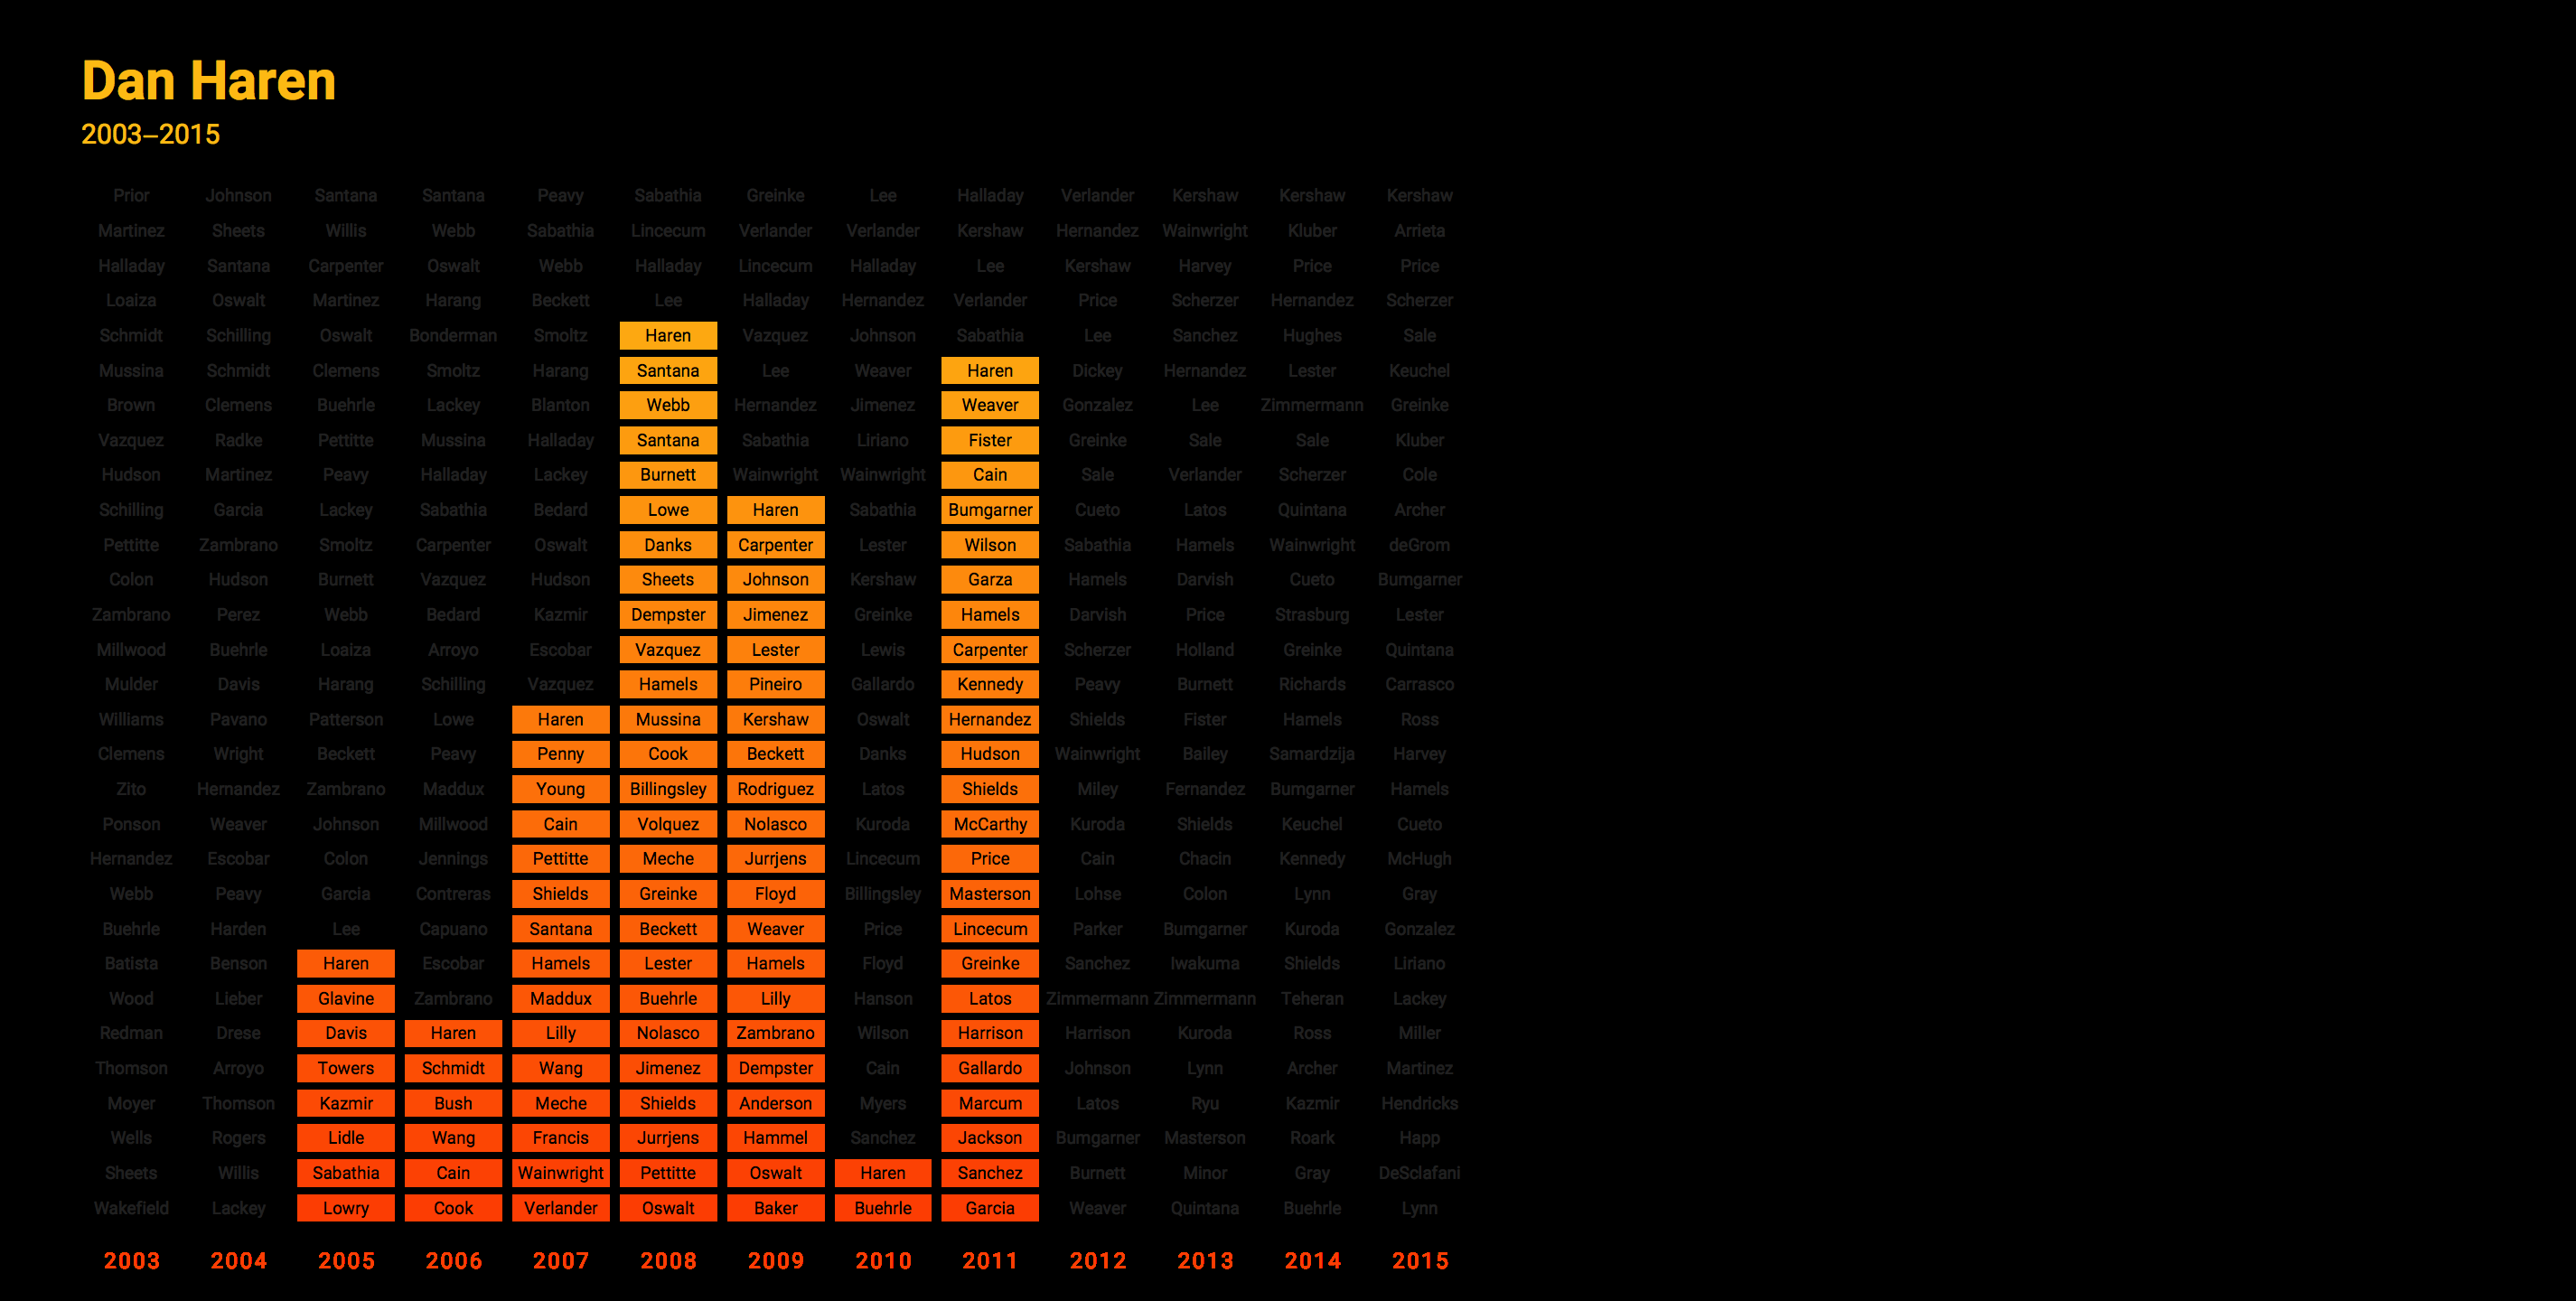 Dan Haren
2003–2015
Prior Johnson Santana Santana Peavy Sabathia Greinke Lee Halladay Verlander Kershaw Kershaw Kershaw
Martinez Sheets Willis Webb Sabathia Lincecum Verlander Verlander Kershaw Hernandez Wainwright Kluber Arrieta
Halladay Santana Carpenter Oswalt Webb Halladay Lincecum Halladay Lee Kershaw Harvey Price Price
Loaiza Oswalt Martinez Harang Beckett Lee Halladay Hernandez Verlander Price Scherzer Hernandez Scherzer
Schmidt Schilling Oswalt Bonderman Smoltz Haren Vazquez Johnson Sabathia Lee Sanchez Hughes Sale
Mussina Schmidt Clemens Smoltz Harang Santana Lee Weaver Haren Dickey Hernandez Lester Keuchel
Brown Clemens Buehrle Lackey Blanton Webb Hernandez Jimenez Weaver Gonzalez Lee Zimmermann Greinke
Vazquez Radke Pettitte Mussina Halladay Santana Sabathia Liriano Fister Greinke Sale Sale Kluber
Hudson Martinez Peavy Halladay Lackey Burnett Wainwright Wainwright Cain Sale Verlander Scherzer Cole
Schilling Garcia Lackey Sabathia Bedard Lowe Haren Sabathia Bumgarner Cueto Latos Quintana Archer
Pettitte Zambrano Smoltz Carpenter Oswalt Danks Carpenter Lester Wilson Sabathia Hamels Wainwright deGrom
Colon Hudson Burnett Vazquez Hudson Sheets Johnson Kershaw Garza Hamels Darvish Cueto Bumgarner
Zambrano Perez Webb Bedard Kazmir Dempster Jimenez Greinke Hamels Darvish Price Strasburg Lester
Millwood Buehrle Loaiza Arroyo Escobar Vazquez Lester Lewis Carpenter Scherzer Holland Greinke Quintana
Mulder Davis Harang Schilling Vazquez Hamels Pineiro Gallardo Kennedy Peavy Burnett Richards Carrasco
Williams Pavano Patterson Lowe Haren Mussina Kershaw Oswalt Hernandez Shields Fister Hamels Ross
Clemens Wright Beckett Peavy Penny Cook Beckett Danks Hudson Wainwright Bailey Samardzija Harvey
Zito Hernandez Zambrano Maddux Young Billingsley Rodriguez Latos Shields Miley Fernandez Bumgarner Hamels
Ponson Weaver Johnson Millwood Cain Volquez Nolasco Kuroda McCarthy Kuroda Shields Keuchel Cueto
Hernandez Escobar Colon Jennings Pettitte Meche Jurrjens Lincecum Price Cain Chacin Kennedy McHugh
Webb Peavy Garcia Contreras Shields Greinke Floyd Billingsley Masterson Lohse Colon Lynn Gray
Buehrle Harden Lee Capuano Santana Beckett Weaver Price Lincecum Parker Bumgarner Kuroda Gonzalez
Batista Benson Haren Escobar Hamels Lester Hamels Floyd Greinke Sanchez Iwakuma Shields Liriano
Wood Lieber Glavine Zambrano Maddux Buehrle Lilly Hanson Latos Zimmermann Zimmermann Teheran Lackey
Redman Drese Davis Haren Lilly Nolasco Zambrano Wilson Harrison Harrison Kuroda Ross Miller
Thomson Arroyo Towers Schmidt Wang Jimenez Dempster Cain Gallardo Johnson Lynn Archer Martinez
Moyer Thomson Kazmir Bush Meche Shields Anderson Myers Marcum Latos Ryu Kazmir Hendricks
Wells Rogers Lidle Wang Francis Jurrjens Hammel Sanchez Jackson Bumgarner Masterson Roark Happ
Sheets Willis Sabathia Cain Wainwright Pettitte Oswalt Haren Sanchez Burnett Minor Gray DeSclafani
Wakefield Lackey Lowry Cook Verlander Oswalt Baker Buehrle Garcia Weaver Quintana Buehrle Lynn
2003 2004 2005 2006 2007 2008 2009 2010 2011 2012 2013 2014 2015